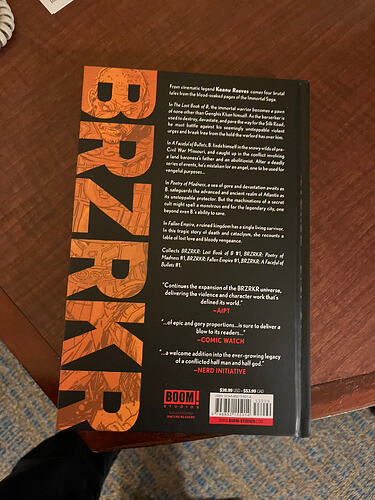 BRZRKR
From cinematic legend Keanu Reeves comes four brutal
tales from the blood-soaked pages of the Immortal Saga.
In The Lost Book of B, the immortal warrior becomes a pawn
of none other than Genghis Khan himself. As the berserker is
used to destroy, devastate, and pave the way for the Silk Road,
he must battle against his seemingly unstoppable violent
urges and break free from the hold the warlord has over him.
In A Faceful of Bullets, B. finds himself in the snowy wilds of pre-
Civil War Missouri, and caught up in the conflict involving
a land baroness's father and an abolitionist. After a deadly
series of events, he's mistaken for an angel, one to be used for
vengeful purposes...
In Poetry of Madness, a sea of gore and devastation awaits as
B. safeguards the advanced and ancient realm of Atlantis as
its unstoppable protector. But the machinations of a secret
cult might spell a monstrous end for the legendary city, one
beyond even B.'s ability to save.
In Fallen Empire, a ruined kingdom has a single living survivor.
In this tragic story of death and cataclysm, she recounts a
fable of lost love and bloody vengeance.
Collects BRZRKR: Lost Book of B #1, BRZRKR: Poetry of
Madness #1, BRZRKR: Fallen Empire #1, BRZRKR: A Faceful of
Bullets #1.
"Continues the expansion of the BRZRKR universe,
delivering the violence and character work that's
defined its world."
–AIPT
"...of epic and gory proportions...is sure to deliver a
blow to its readers..."
–COMIC WATCH
"...a welcome addition into the ever-growing legacy
of a conflicted half man and half god."
–NERD INITIATIVE
BOOM!
STUDIOS
$39.99 USD • $53.99 CAD
WWW.BOOM-STUDIOS.COM